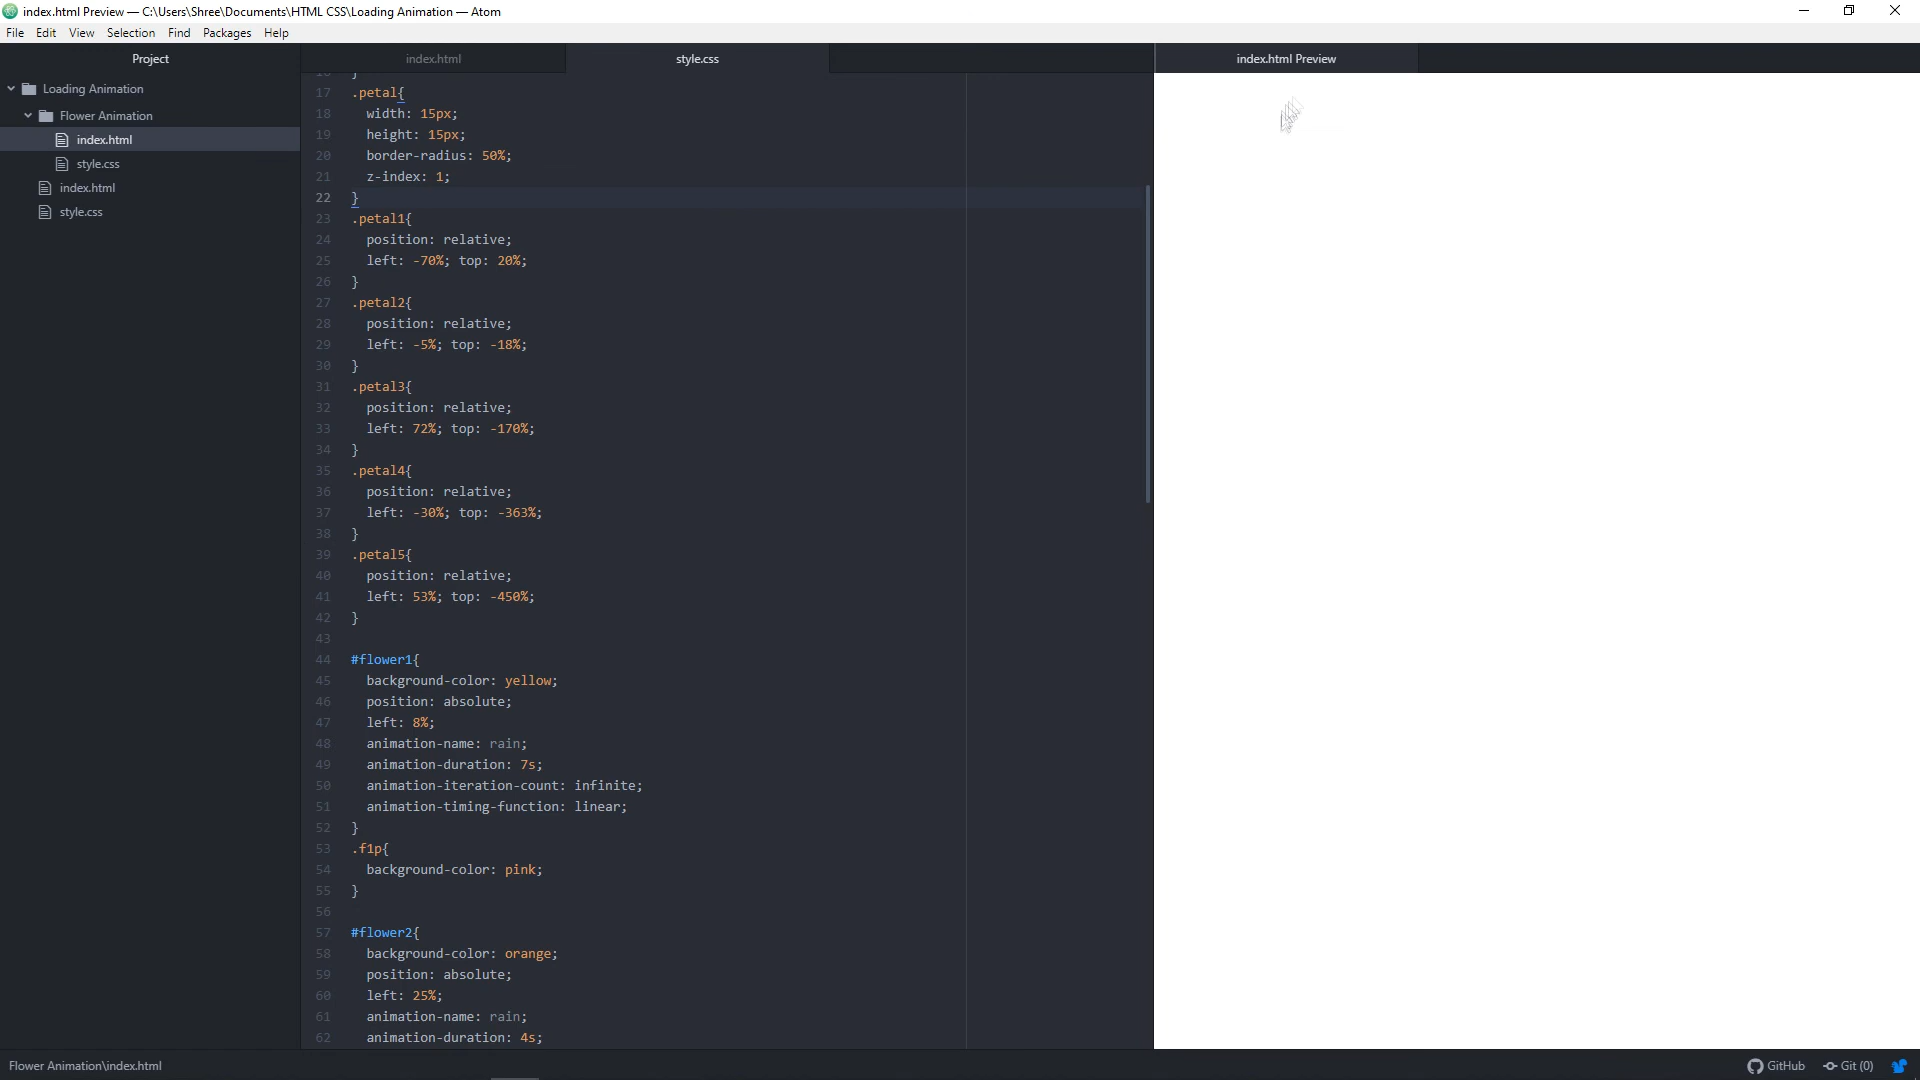 index.html Preview — C:\Users\Shree\Documents\HTML CSS\Loading Animation — Atom
File Edit View Selection Find Packages Help
Project
index.html
style.css
index.html Preview
Loading Animation
Flower Animation
index.html
style.css
index.html
style.css
17 .petal{
18 width: 15px;
19 height: 15px;
20 border-radius: 50%;
21 z-index: 1;
22 }
23 .petal1{
24 position: relative;
25 left: -70%; top: 20%;
26 }
27 .petal2{
28 position: relative;
29 left: -5%; top: -18%;
30 }
31 .petal3{
32 position: relative;
33 left: 72%; top: -170%;
34 }
35 .petal4{
36 position: relative;
37 left: -30%; top: -363%;
38 }
39 .petal5{
40 position: relative;
41 left: 53%; top: -450%;
42 }
43
44 #flower1{
45 background-color: yellow;
46 position: absolute;
47 left: 8%;
48 animation-name: rain;
49 animation-duration: 7s;
50 animation-iteration-count: infinite;
51 animation-timing-function: linear;
52 }
53 .f1p{
54 background-color: pink;
55 }
56
57 #flower2{
58 background-color: orange;
59 position: absolute;
60 left: 25%;
61 animation-name: rain;
62 animation-duration: 4s;
Flower Animation\index.html
GitHub
Git (0)